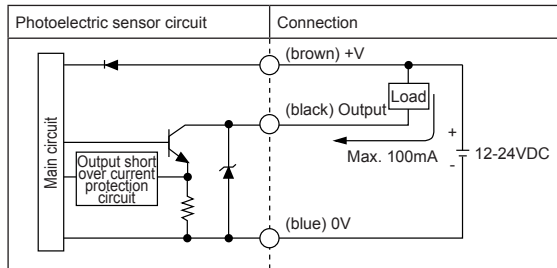 Photoelectric sensor circuit
Connection
(brown) +V
(black) Output
Load
Main circuit
Output short
over current
protection
circuit
Max. 100mA
+
-
12-24VDC
(blue) 0V